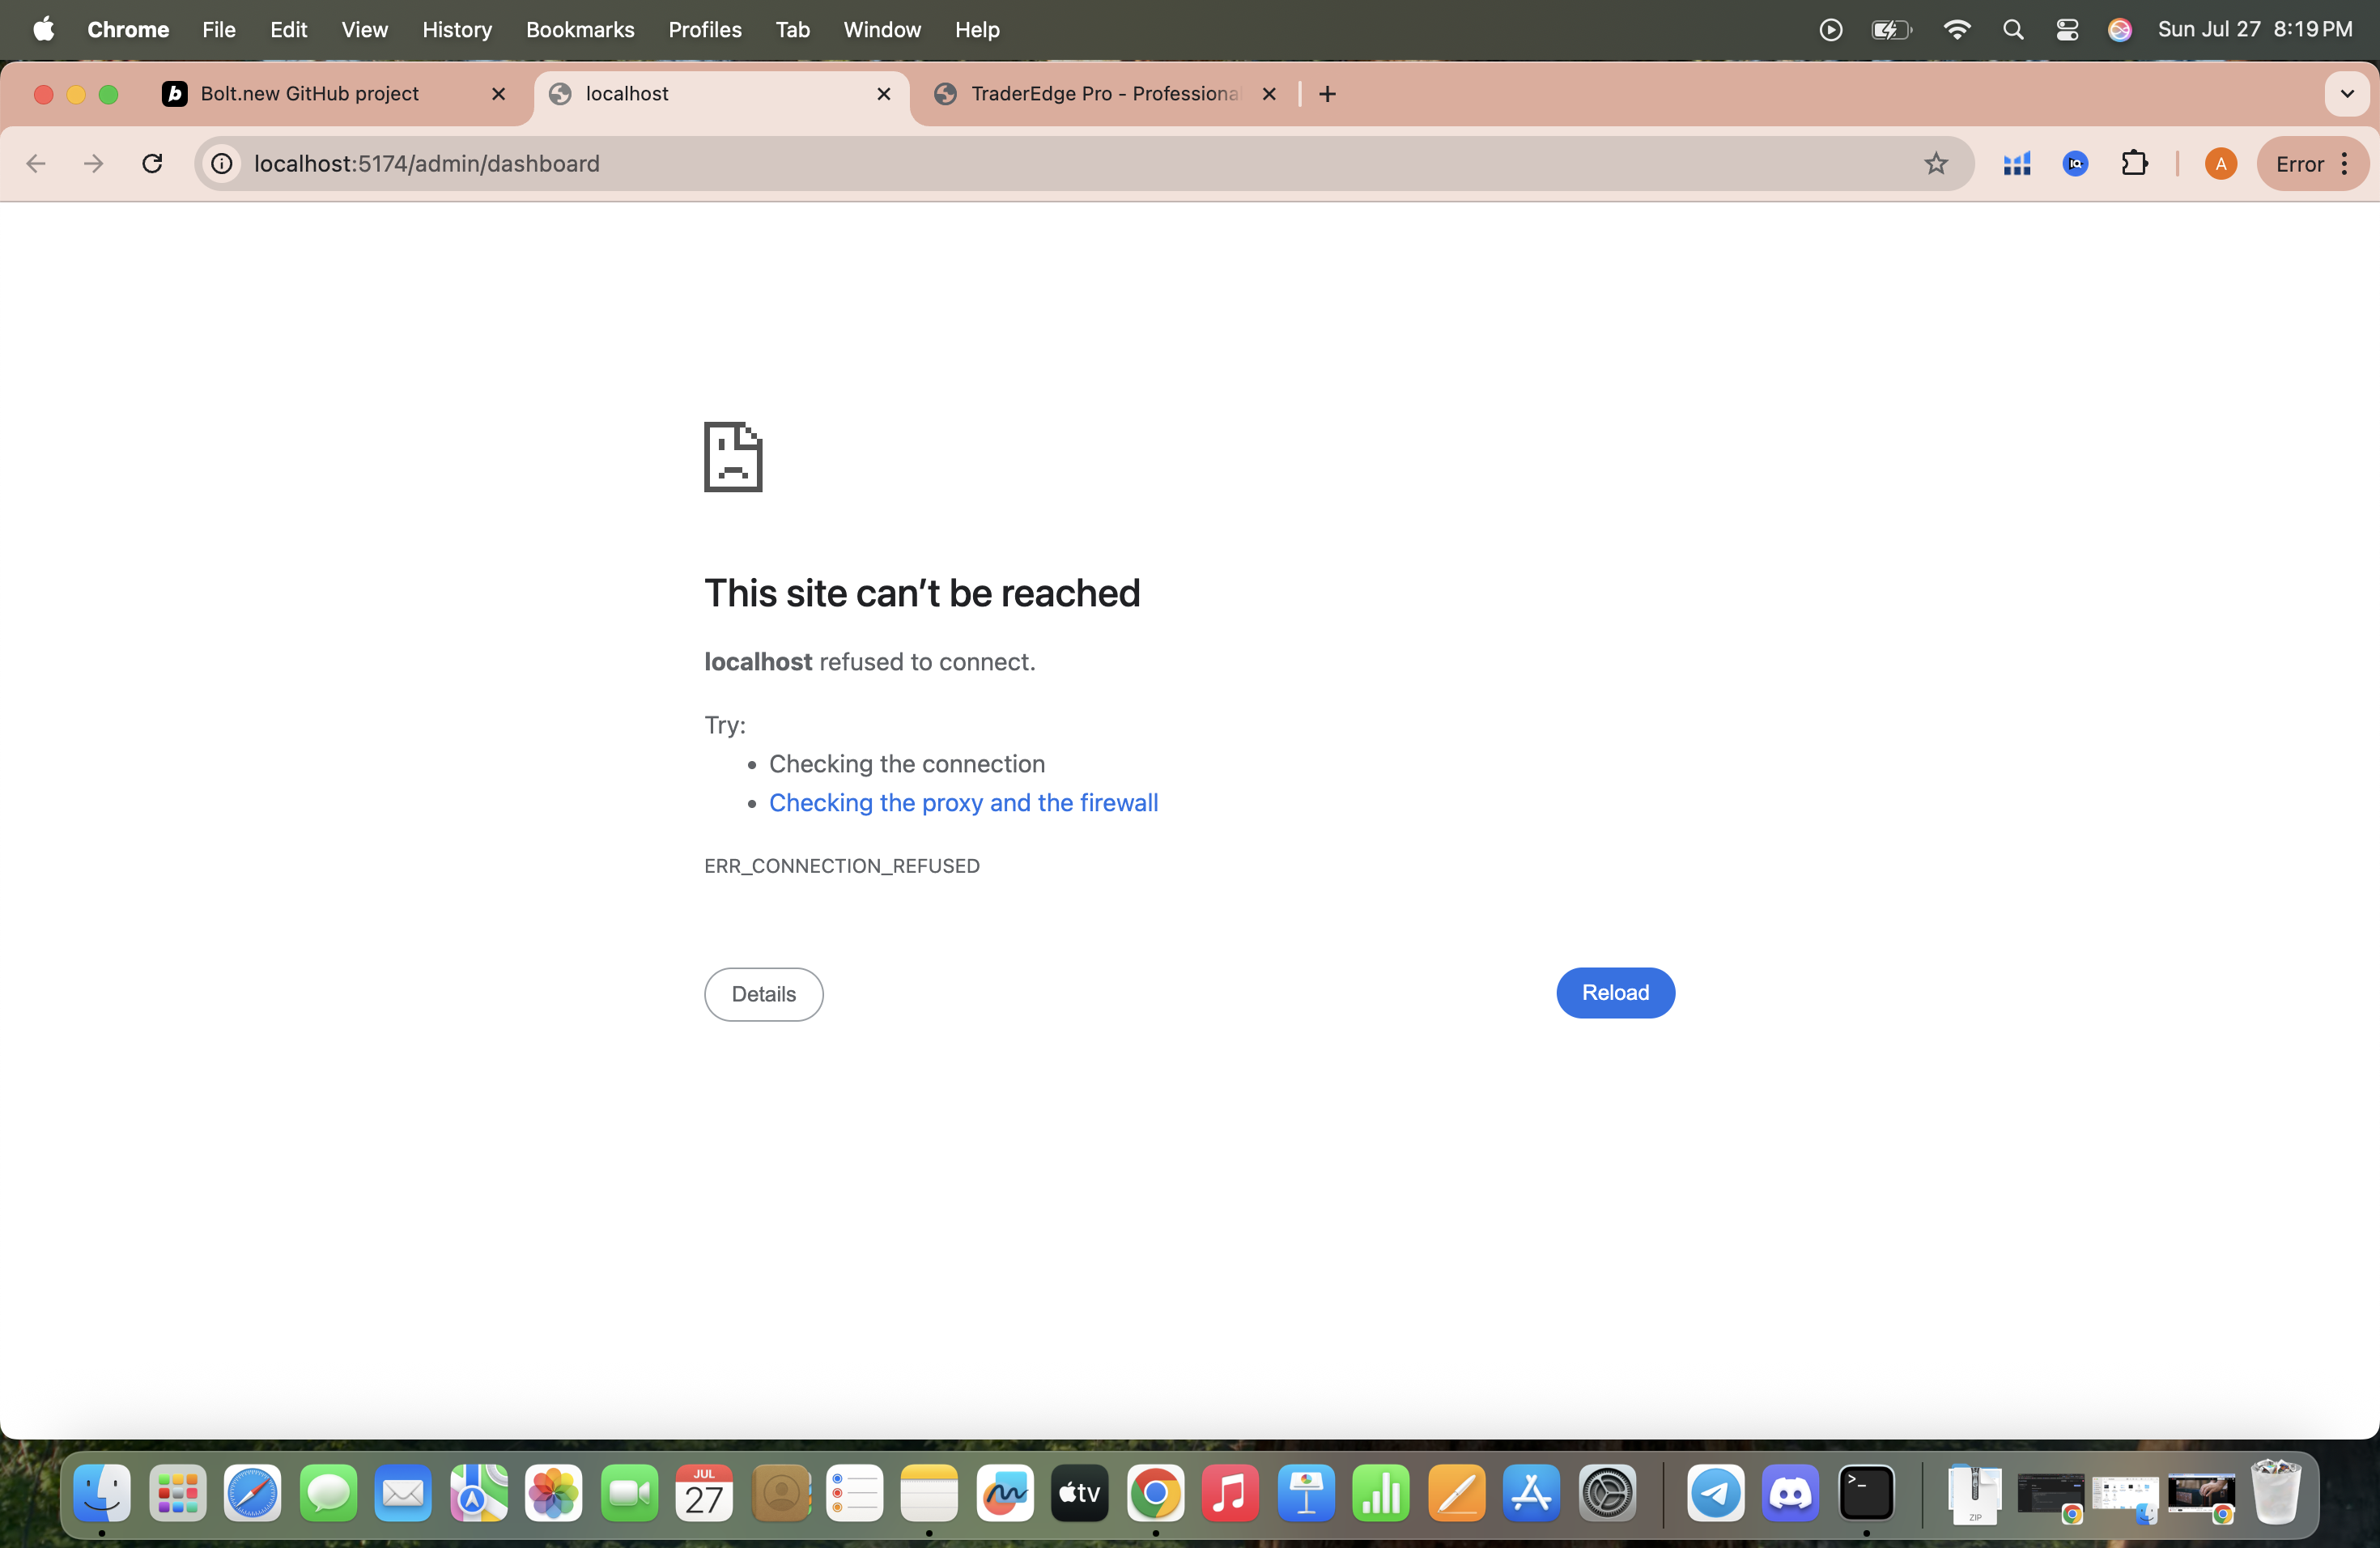 Chrome File Edit View History Bookmarks Profiles Tab Window Help Sun Jul 27 8:19 PM
Bolt.new GitHub project localhost TraderEdge Pro - Professional
localhost:5174/admin/dashboard A Error
This site can’t be reached
localhost refused to connect.
Try:
• Checking the connection
• Checking the proxy and the firewall
ERR_CONNECTION_REFUSED
Details Reload
JUL
27
tv
>_
ZIP